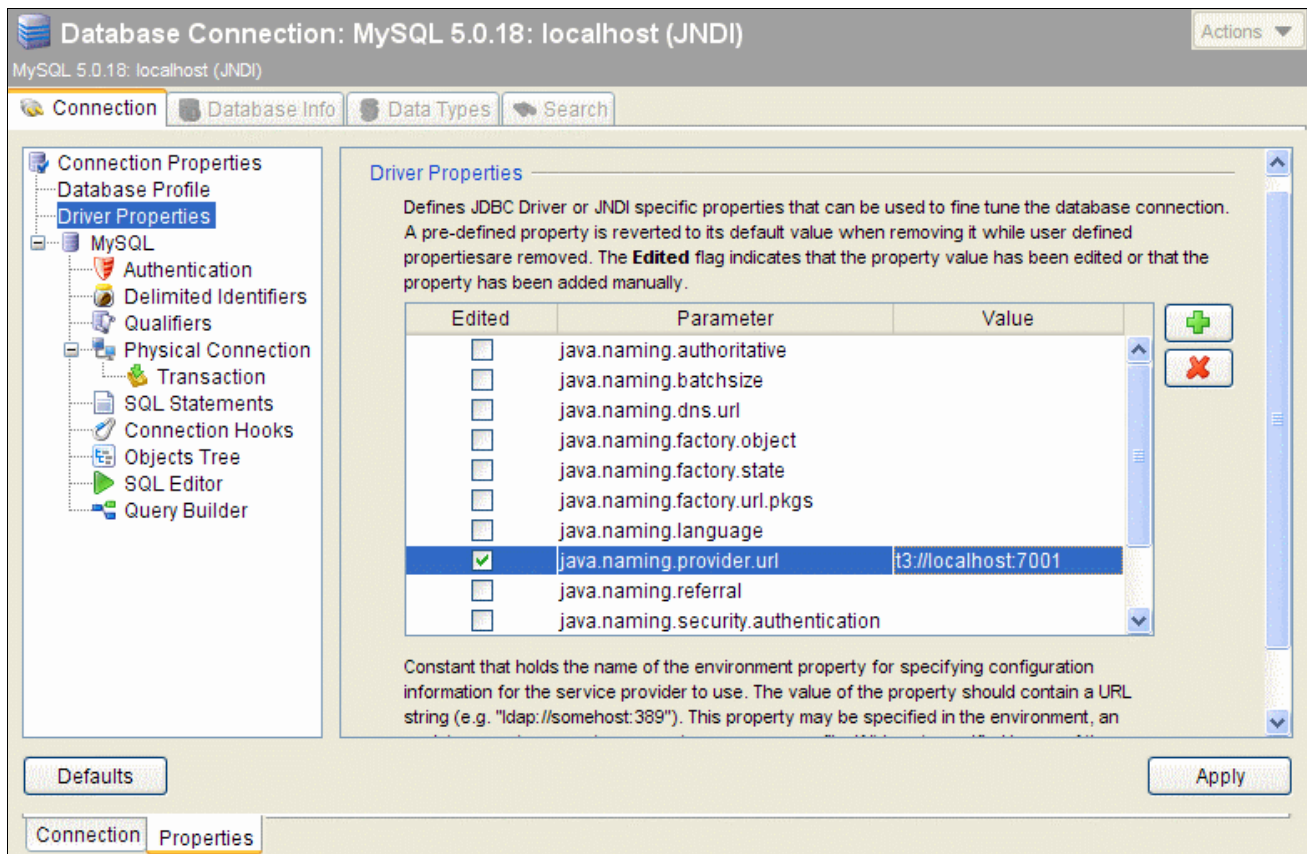 Database Connection: MySQL 5.0.18: localhost (JNDI)
Actions
MySQL 5.0.18: localhost (JNDI)
Connection
Database Info
Data Types
Search
Connection Properties
Database Profile
Driver Properties
MySQL
Authentication
Delimited Identifiers
Qualifiers
Physical Connection
Transaction
SQL Statements
Connection Hooks
Objects Tree
SQL Editor
Query Builder
Driver Properties
Defines JDBC Driver or JNDI specific properties that can be used to fine tune the database connection.
A pre-defined property is reverted to its default value when removing it while user defined
propertiesare removed. The Edited flag indicates that the property value has been edited or that the
property has been added manually.
Edited Parameter Value
java.naming.authoritative
java.naming.batchsize
java.naming.dns.url
java.naming.factory.object
java.naming.factory.state
java.naming.factory.url.pkgs
java.naming.language
java.naming.provider.url t3://localhost:7001
java.naming.referral
java.naming.security.authentication
Constant that holds the name of the environment property for specifying configuration
information for the service provider to use. The value of the property should contain a URL
string (e.g. "ldap://somehost:389"). This property may be specified in the environment, an
Defaults
Apply
Connection
Properties